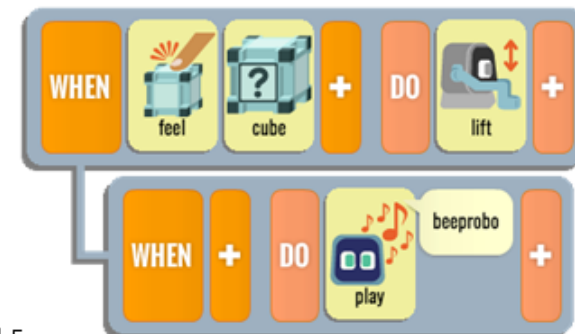 WHEN feel ? cube + DO lift +
WHEN + DO play beeprobo +